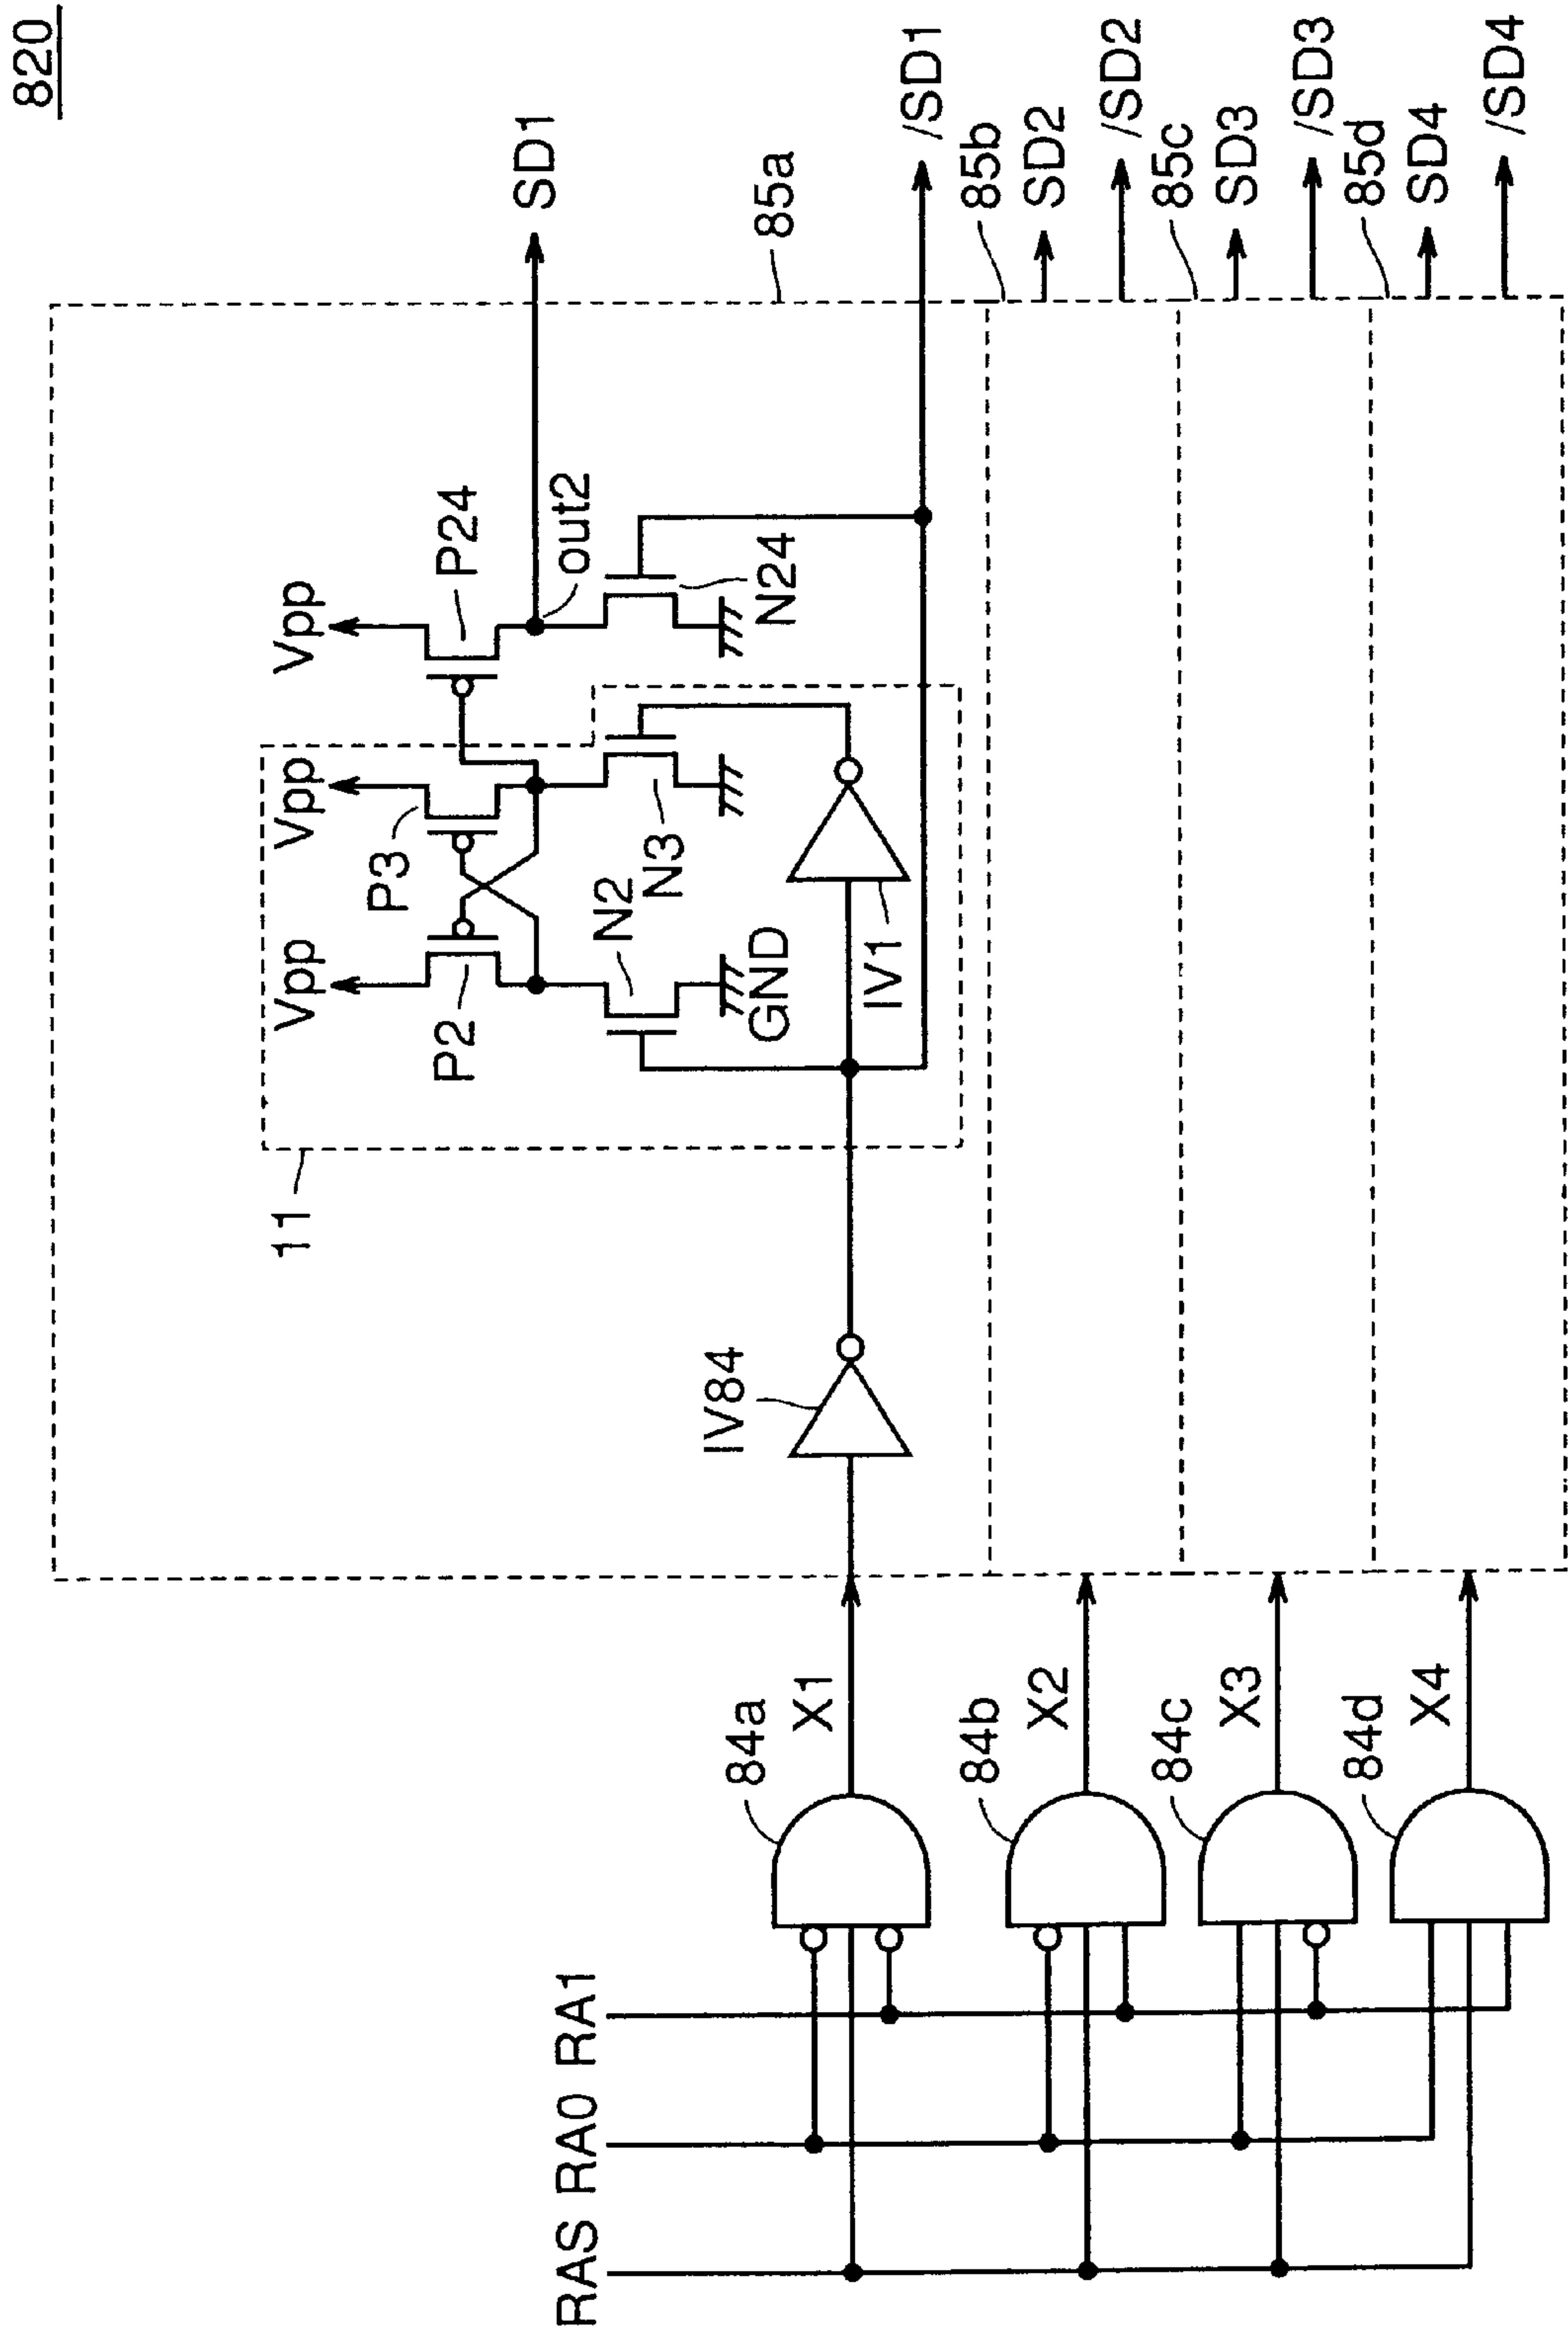 820
RAS RA0 RA1
84a
X1
84b
X2
84c
X3
84d
X4
IV84
11
Vpp
Vpp
Vpp
P2
P3
P24
N2
N3
N24
GND
IV1
out2
SD1
85a
/SD1
85b
SD2
/SD2
85c
SD3
/SD3
85d
SD4
/SD4